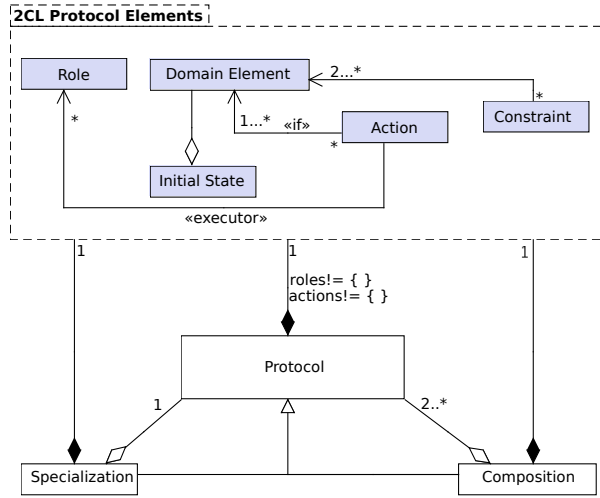 2CL Protocol Elements
Role
Domain Element
2...*
*
*
1...*
«if»
Action
Constraint
*
Initial State
«executor»
1
1
1
roles!= { }
actions!= { }
Protocol
1
2..*
Specialization
Composition